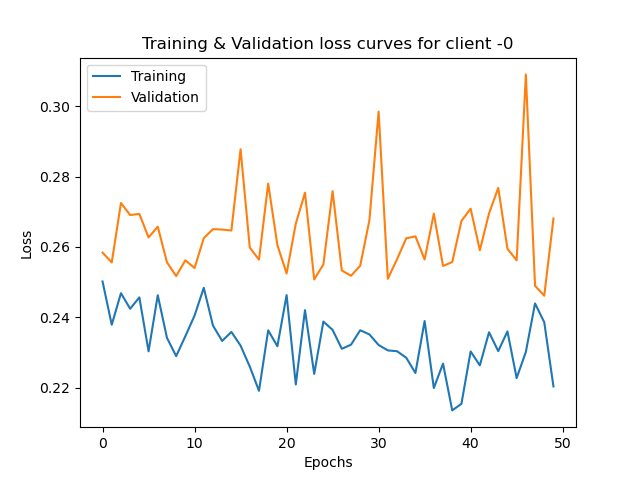 Training & Validation loss curves for client -0
Training
Validation
Loss
0.30
0.28
0.26
0.24
0.22
0 10 20 30 40 50
Epochs